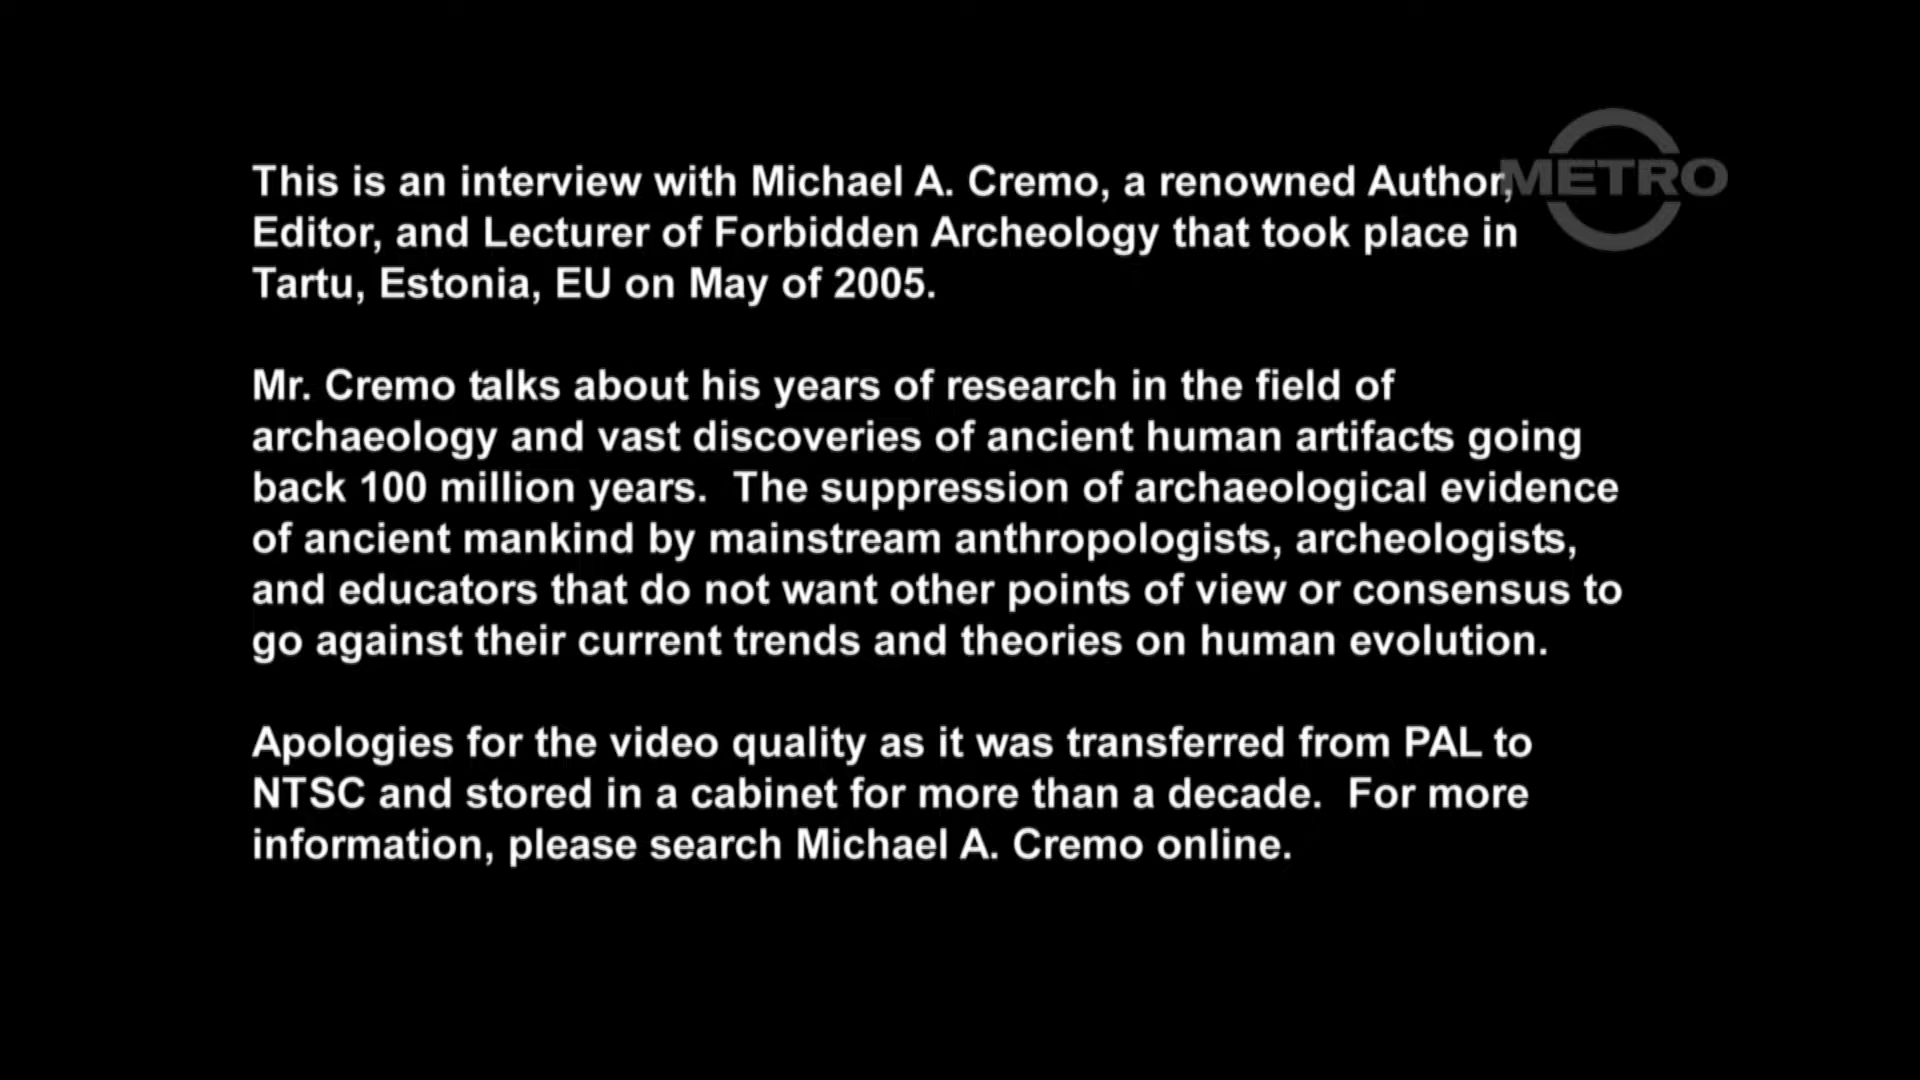 METRO
This is an interview with Michael A. Cremo, a renowned Author,
Editor, and Lecturer of Forbidden Archeology that took place in
Tartu, Estonia, EU on May of 2005.
Mr. Cremo talks about his years of research in the field of
archaeology and vast discoveries of ancient human artifacts going
back 100 million years.  The suppression of archaeological evidence
of ancient mankind by mainstream anthropologists, archeologists,
and educators that do not want other points of view or consensus to
go against their current trends and theories on human evolution.
Apologies for the video quality as it was transferred from PAL to
NTSC and stored in a cabinet for more than a decade.  For more
information, please search Michael A. Cremo online.